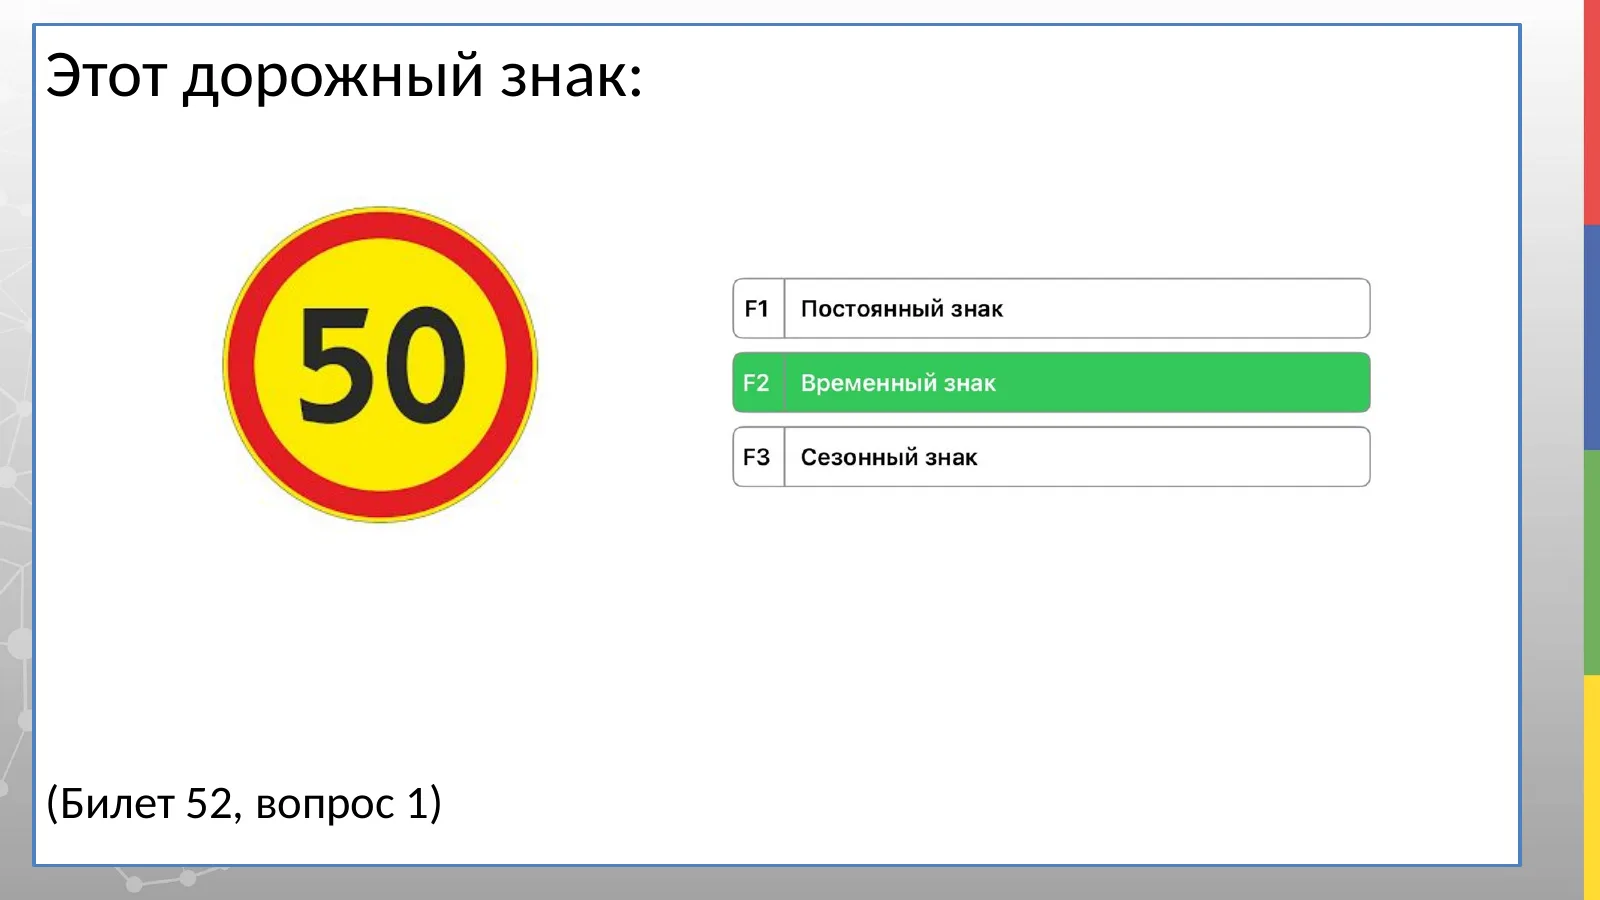 Этот дорожный знак:
50
F1 Постоянный знак
F2 Временный знак
F3 Сезонный знак
(Билет 52, вопрос 1)